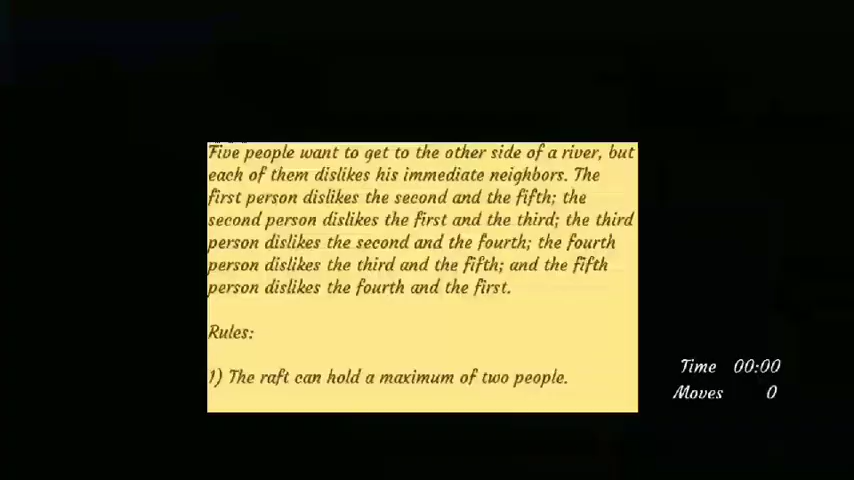 Five people want to get to the other side of a river, but
each of them dislikes his immediate neighbors. The
first person dislikes the second and the fifth; the
second person dislikes the first and the third; the third
person dislikes the second and the fourth; the fourth
person dislikes the third and the fifth; and the fifth
person dislikes the fourth and the first.
Rules:
1) The raft can hold a maximum of two people.
Time 00:00
Moves 0